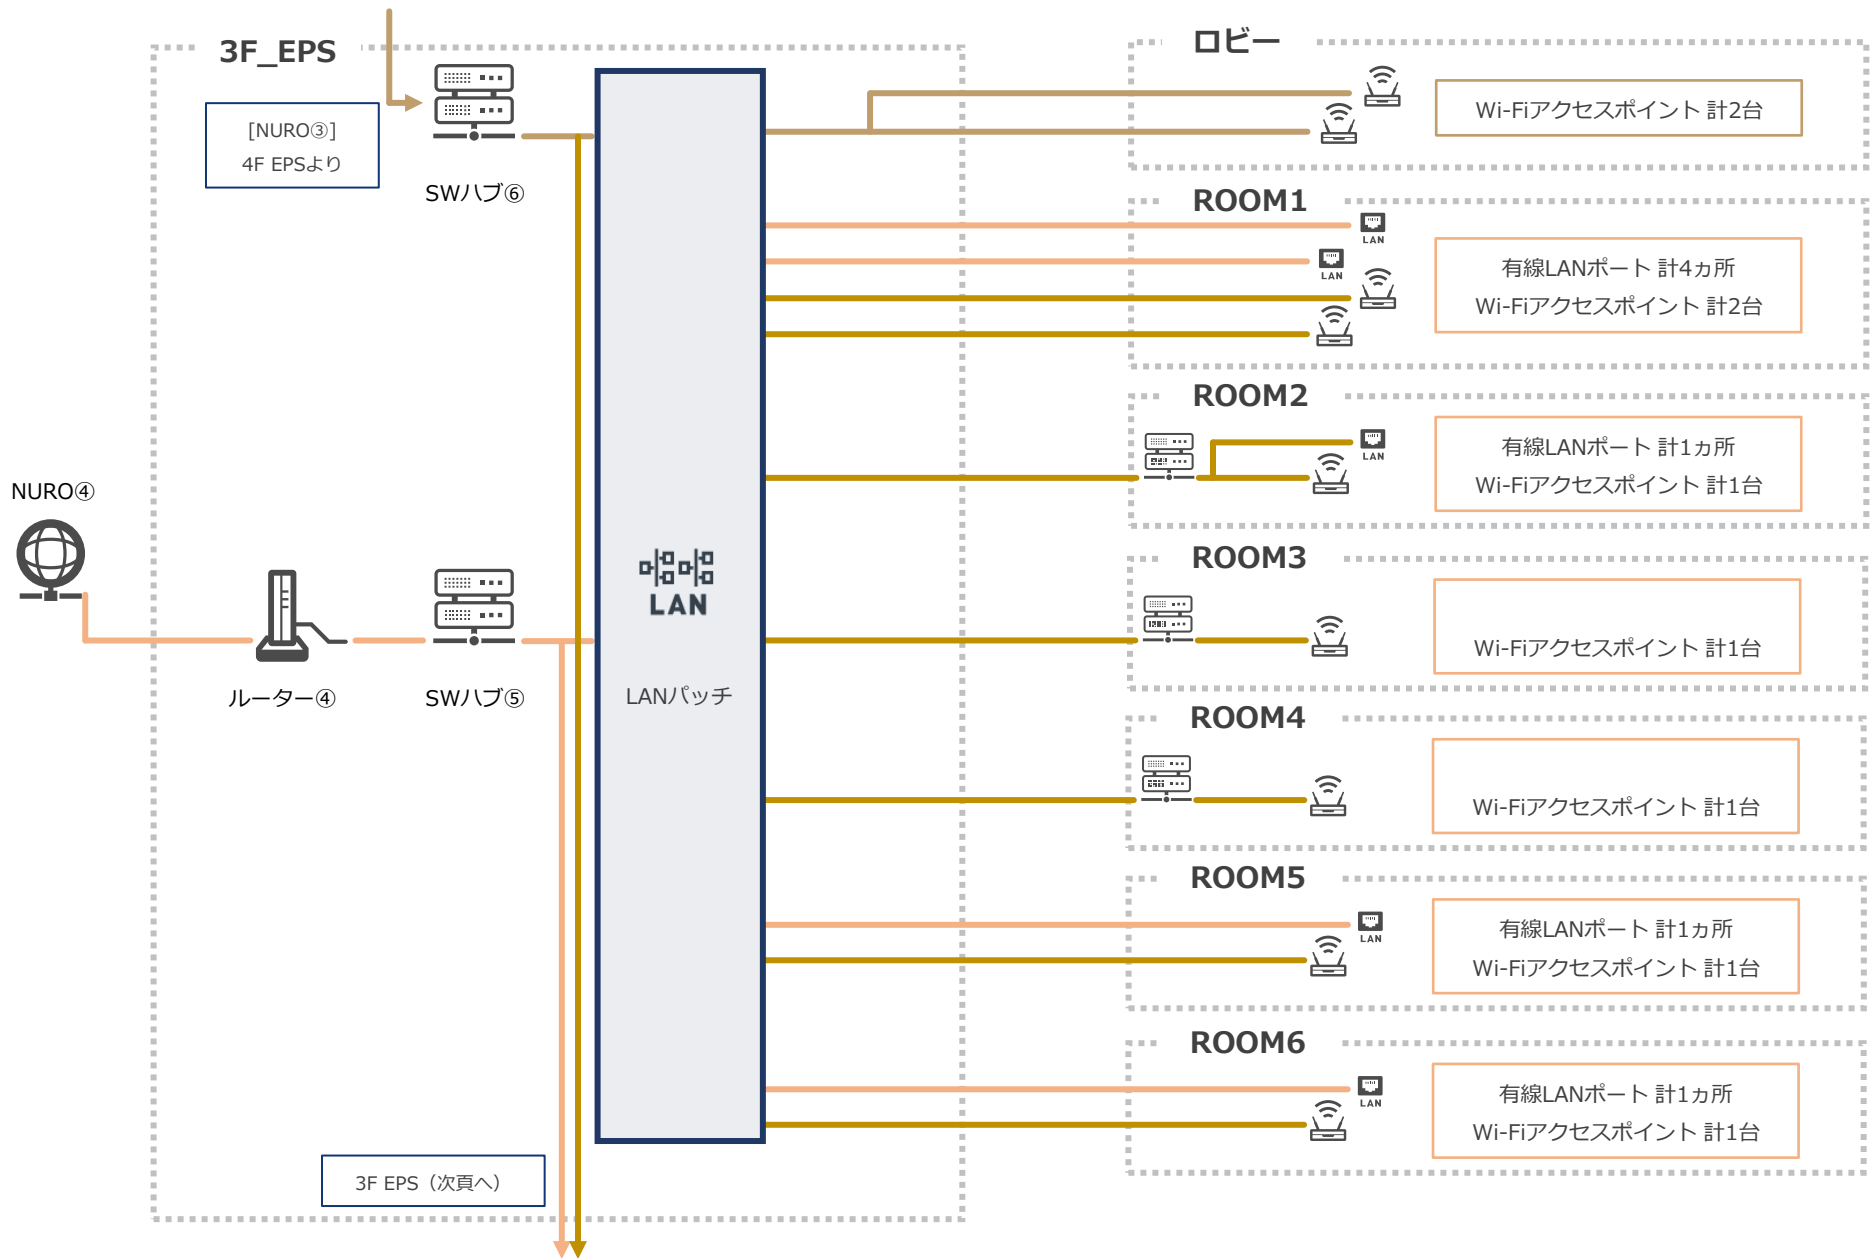 3F_EPS
[NURO③]
4F EPSより
SWハブ⑥
NURO④
ルーター④
SWハブ⑤
LAN
LANパッチ
3F EPS（次頁へ）
ロビー
Wi-Fiアクセスポイント 計2台
ROOM1
LAN
LAN
有線LANポート 計4ヵ所
Wi-Fiアクセスポイント 計2台
ROOM2
LAN
有線LANポート 計1ヵ所
Wi-Fiアクセスポイント 計1台
ROOM3
Wi-Fiアクセスポイント 計1台
ROOM4
Wi-Fiアクセスポイント 計1台
ROOM5
LAN
有線LANポート 計1ヵ所
Wi-Fiアクセスポイント 計1台
ROOM6
LAN
有線LANポート 計1ヵ所
Wi-Fiアクセスポイント 計1台